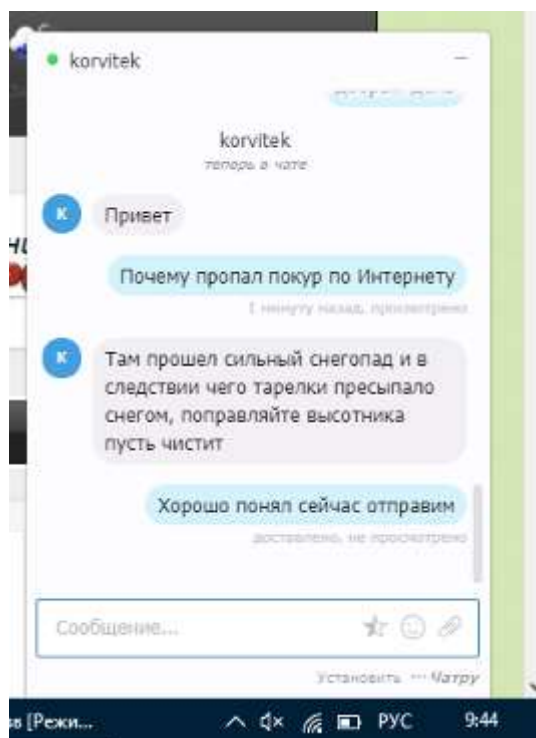 korvitek
korvitek
теперь в чате
К
Привет
Почему пропал покур по Интернету
1 минуту назад, просмотрено
К
Там прошел сильный снегопад и в
следствии чего тарелки пресыпало
снегом, поправляйте высотника
пусть чистит
Хорошо понял сейчас отправим
доставлено, не просмотрено
Сообщение...
Установить — Чатру
[Режи...
РУС
9:44